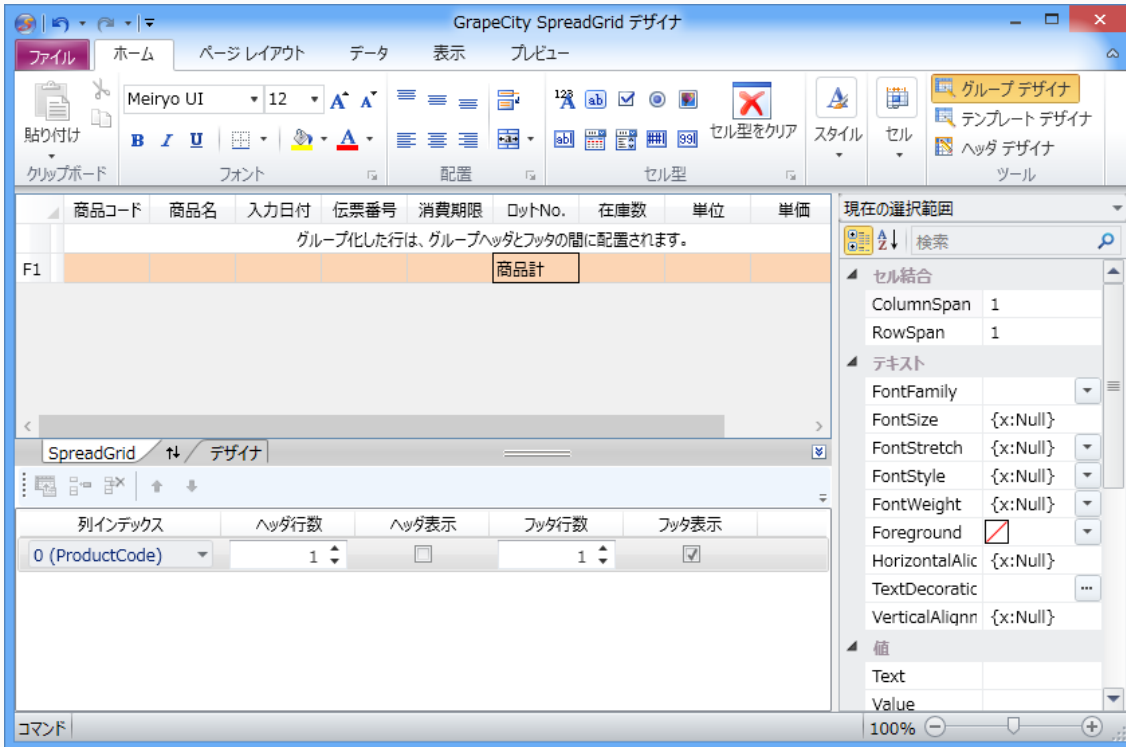 GrapeCity SpreadGrid デザイナ
ファイル ホーム ページ レイアウト データ 表示 プレビュー
貼り付け
クリップボード
Meiryo UI 12
B I U A
フォント
配置
セル型をクリア
セル型
スタイル
セル
グループ デザイナ
テンプレート デザイナ
ヘッダ デザイナ
ツール
商品コード 商品名 入力日付 伝票番号 消費期限 ロットNo. 在庫数 単位 単価
グループ化した行は、グループヘッダとフッタの間に配置されます。
F1 商品計
SpreadGrid デザイナ
列インデックス ヘッダ行数 ヘッダ表示 フッタ行数 フッタ表示
0 (ProductCode) 1 1
現在の選択範囲
検索
セル結合
ColumnSpan 1
RowSpan 1
テキスト
FontFamily
FontSize {x:Null}
FontStretch {x:Null}
FontStyle {x:Null}
FontWeight {x:Null}
Foreground
HorizontalAlic {x:Null}
TextDecoratic ...
VerticalAlignn {x:Null}
値
Text
Value
コマンド 100%